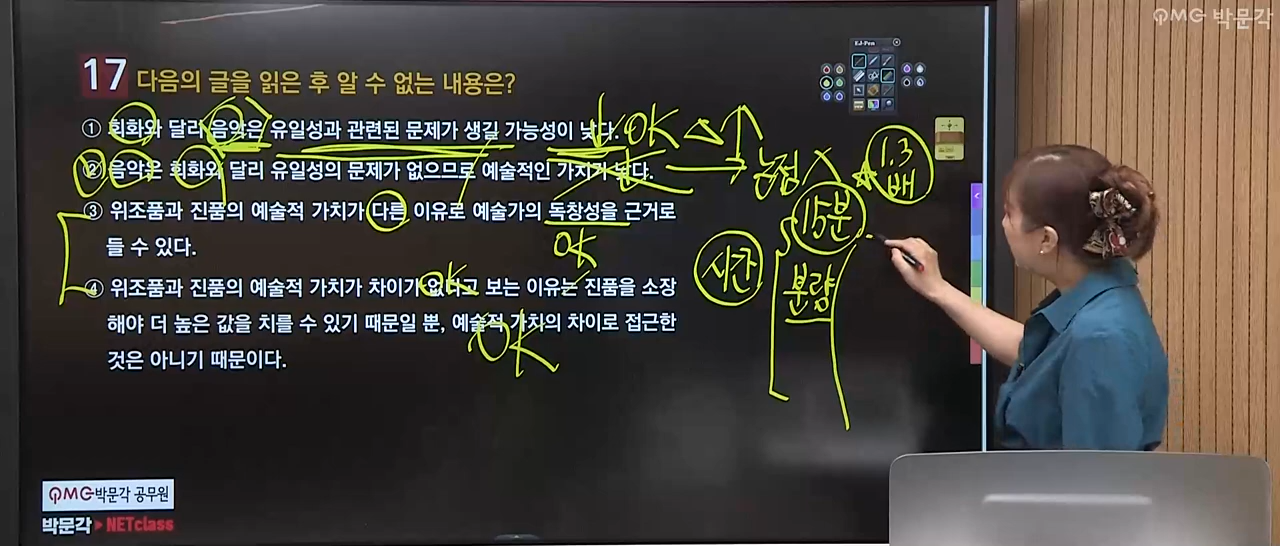 QMG 박문각
17 다음의 글을 읽은 후 알 수 없는 내용은?
EJ-Pen
① 회화와 달리 음악은 유일성과 관련된 문제가 생길 가능성이 낮다. OK
② 음악은 회화와 달리 유일성의 문제가 없으므로 예술적인 가치가 높다.
논점
1.3
배
③ 위조품과 진품의 예술적 가치가 다른 이유로 예술가의 독창성을 근거로
들 수 있다.
OK
15분
시간
분량
④ 위조품과 진품의 예술적 가치가 차이가 없다고 보는 이유는 진품을 소장
해야 더 높은 값을 치를 수 있기 때문일 뿐, 예술적 가치의 차이로 접근한
것은 아니기 때문이다.
OK
OK
QMG박문각 공무원
박문각 NETclass